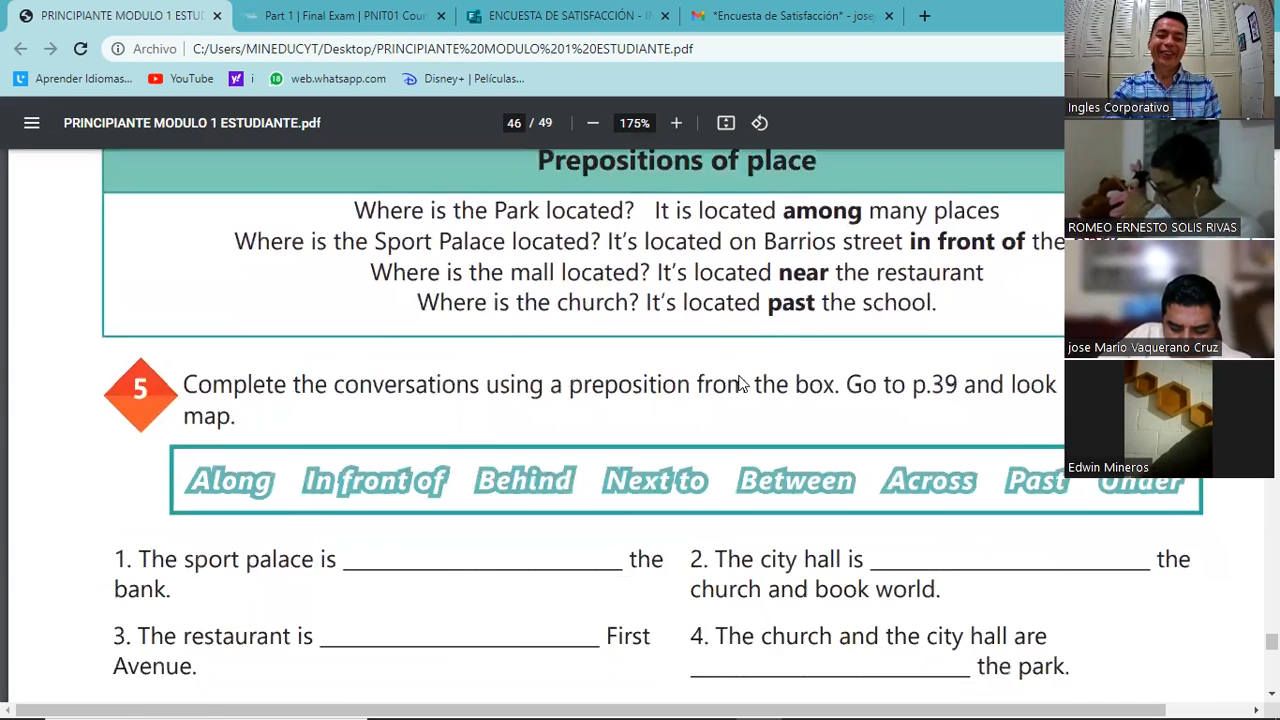 PRINCIPIANTE MODULO 1 ESTUD
Part 1 | Final Exam | PNIT01 Cour
ENCUESTA DE SATISFACCIÓN - I
*Encuesta de Satisfacción* - jose
Archivo
C:/Users/MINEDUCYT/Desktop/PRINCIPIANTE%20MODULO%201%20ESTUDIANTE.pdf
Aprender Idiomas...
YouTube
i
web.whatsapp.com
Disney+ | Películas,...
PRINCIPIANTE MODULO 1 ESTUDIANTE.pdf
46 / 49
175%
Prepositions of place
Where is the Park located? It is located among many places
Where is the Sport Palace located? It's located on Barrios street in front of the
Where is the mall located? It's located near the restaurant
Where is the church? It's located past the school.
5
Complete the conversations using a preposition from the box. Go to p.39 and look
map.
Along In front of Behind Next to Between Across Past Under
1. The sport palace is ______ the
bank.
2. The city hall is ______ the
church and book world.
3. The restaurant is ______ First
Avenue.
4. The church and the city hall are
______ the park.
Ingles Corporativo
ROMEO ERNESTO SOLIS RIVAS
jose Mario Vaquerano Cruz
Edwin Mineros